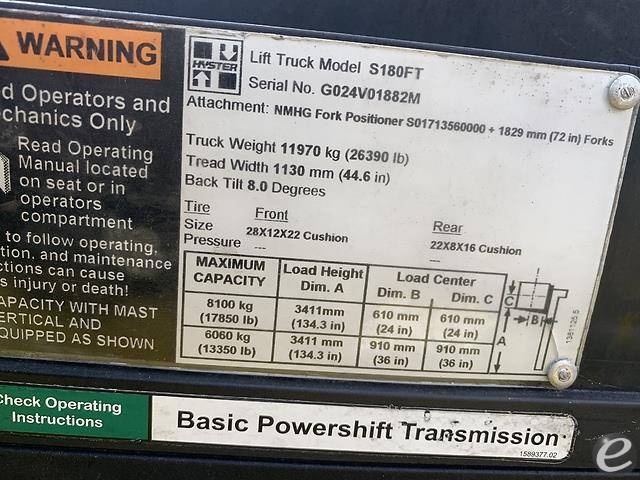 WARNING
d Operators and
chanics Only
Read Operating
Manual located
on seat or in
operators
compartment
to follow operating,
tion, and maintenance
ctions can cause
s injury or death!
APACITY WITH MAST
ERTICAL AND
QUIPPED AS SHOWN
HYSTER
Lift Truck Model S180FT
Serial No. G024V01882M
Attachment: NMHG Fork Positioner S01713560000 + 1829 mm (72 in) Forks
Truck Weight 11970 kg (26390 lb)
Tread Width 1130 mm (44.6 in)
Back Tilt 8.0 Degrees
Tire Front Rear
Size 28X12X22 Cushion 22X8X16 Cushion
Pressure --- ---
MAXIMUM CAPACITY Load Height Dim. A Load Center Dim. B Dim. C
8100 kg (17850 lb) 3411mm (134.3 in) 610 mm (24 in) 610 mm (24 in)
6060 kg (13350 lb) 3411 mm (134.3 in) 910 mm (36 in) 910 mm (36 in)
C
B
A
1361125.5
Check Operating
Instructions
Basic Powershift Transmission
1589377.02
e